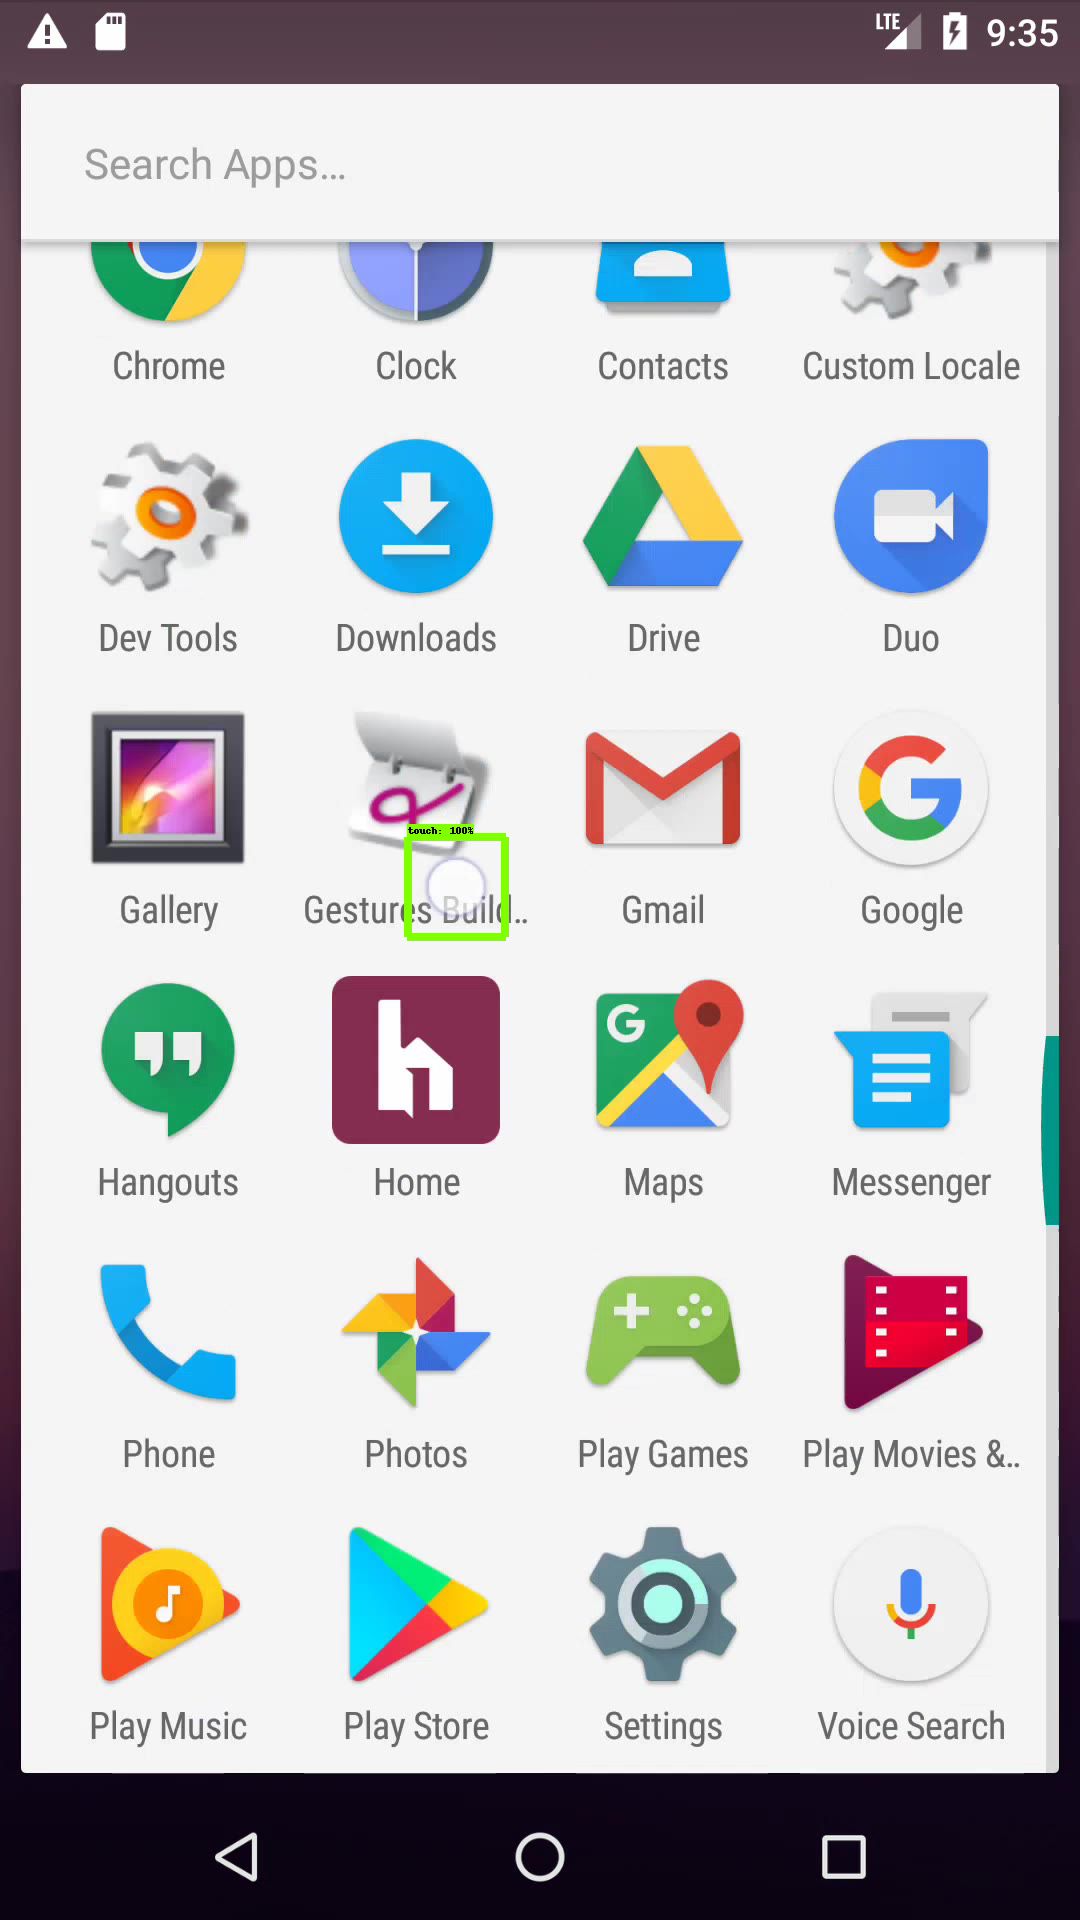 LTE 9:35
Search Apps...
Chrome Clock Contacts Custom Locale
Dev Tools Downloads Drive Duo
touch: 100%
Gallery Gestures Build.. Gmail Google
Hangouts Home Maps Messenger
Phone Photos Play Games Play Movies &..
Play Music Play Store Settings Voice Search